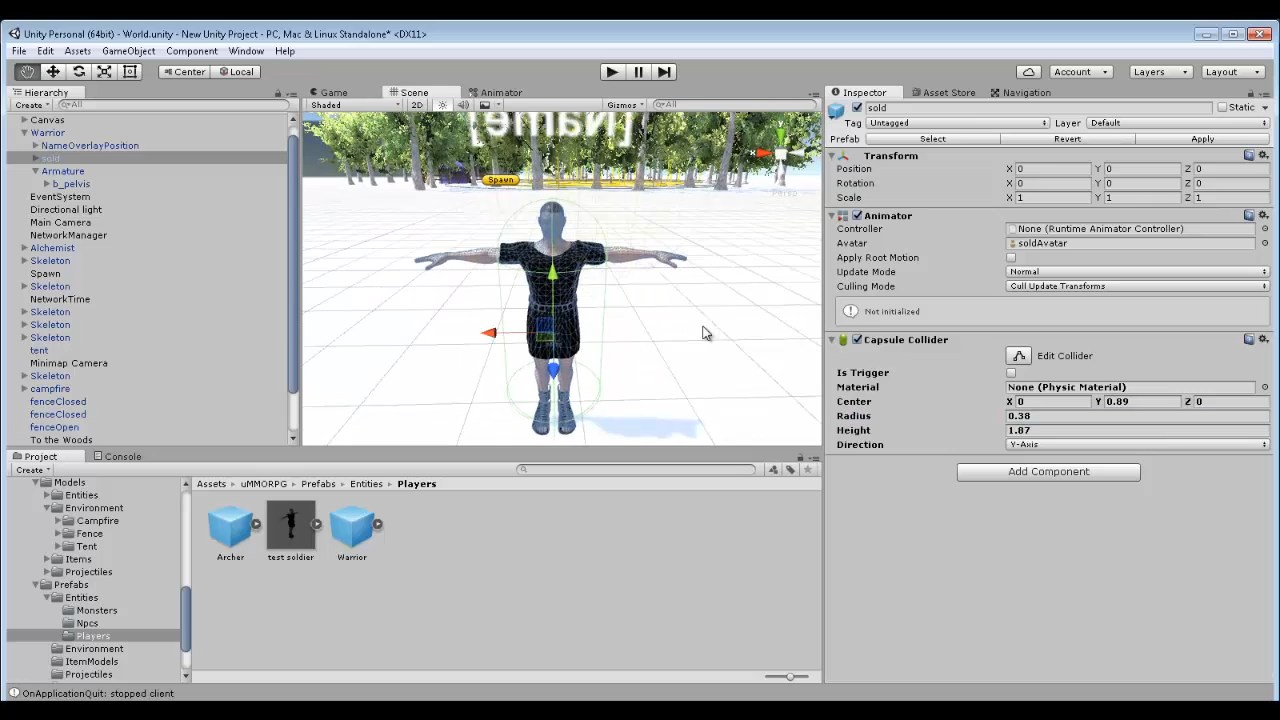 Unity Personal (64bit) - World.unity - New Unity Project - PC, Mac & Linux Standalone* <DX11>
File Edit Assets GameObject Component Window Help
Center Local Account Layers Layout
Hierarchy Game Scene Animator Inspector Asset Store Navigation
Create All Shaded 2D Gizmos All sold Static
Canvas
Warrior
NameOverlayPosition
sold
Armature
b_pelvis
EventSystem
Directional light
Main Camera
NetworkManager
Alchemist
Skeleton
Spawn
Skeleton
NetworkTime
Skeleton
Skeleton
Skeleton
tent
Minimap Camera
Skeleton
campfire
fenceClosed
fenceClosed
fenceOpen
To the Woods
[Name]
Spawn
y
x
Persp
Tag Untagged Layer Default
Prefab Select Revert Apply
Transform
Position X 0 Y 0 Z 0
Rotation X 0 Y 0 Z 0
Scale X 1 Y 1 Z 1
Animator
Controller None (Runtime Animator Controller)
Avatar soldAvatar
Apply Root Motion
Update Mode Normal
Culling Mode Cull Update Transforms
Not initialized
Capsule Collider
Edit Collider
Is Trigger
Material None (Physic Material)
Center X 0 Y 0.89 Z 0
Radius 0.38
Height 1.87
Direction Y-Axis
Add Component
Project Console
Create
Models
Entities
Environment
Campfire
Fence
Tent
Items
Projectiles
Prefabs
Entities
Monsters
Npcs
Players
Environment
ItemModels
Projectiles
Assets uMMORPG Prefabs Entities Players
Archer test soldier Warrior
OnApplicationQuit: stopped client